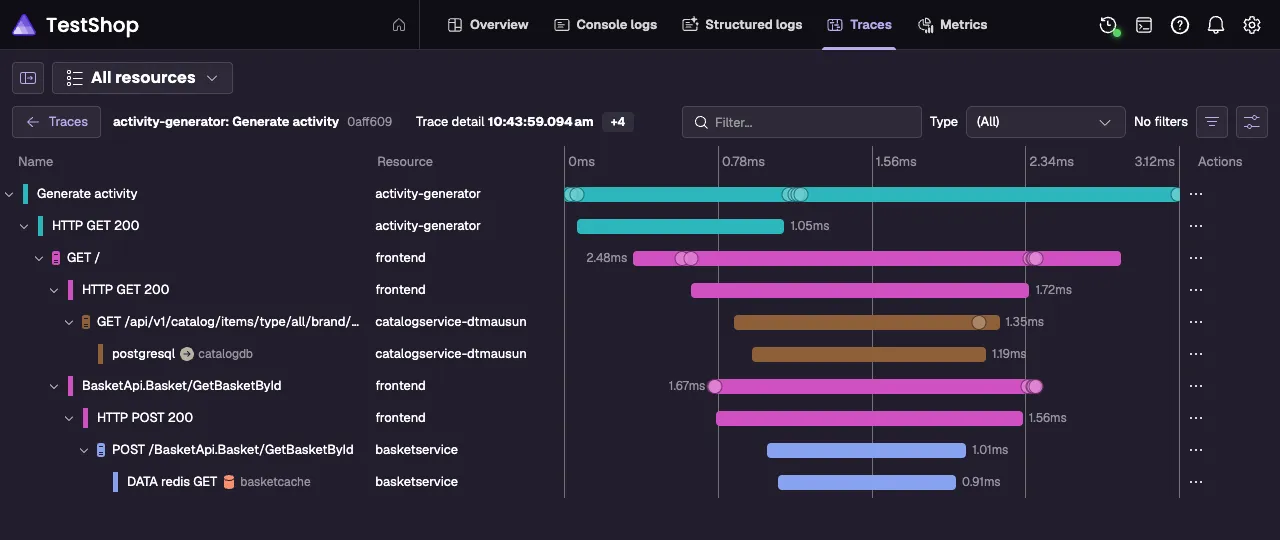 TestShop
Overview Console logs Structured logs Traces Metrics
All resources
Traces activity-generator: Generate activity 0aff609 Trace detail 10:43:59.094 am +4 Filter... Type (All) No filters
Name Resource 0ms 0.78ms 1.56ms 2.34ms 3.12ms Actions
Generate activity activity-generator
HTTP GET 200 activity-generator 1.05ms
GET / frontend 2.48ms
HTTP GET 200 frontend 1.72ms
GET /api/v1/catalog/items/type/all/brand/... catalogservice-dtmausun 1.35ms
postgresql catalogdb catalogservice-dtmausun 1.19ms
BasketApi.Basket/GetBasketById frontend 1.67ms
HTTP POST 200 frontend 1.56ms
POST /BasketApi.Basket/GetBasketById basketservice 1.01ms
DATA redis GET basketcache basketservice 0.91ms